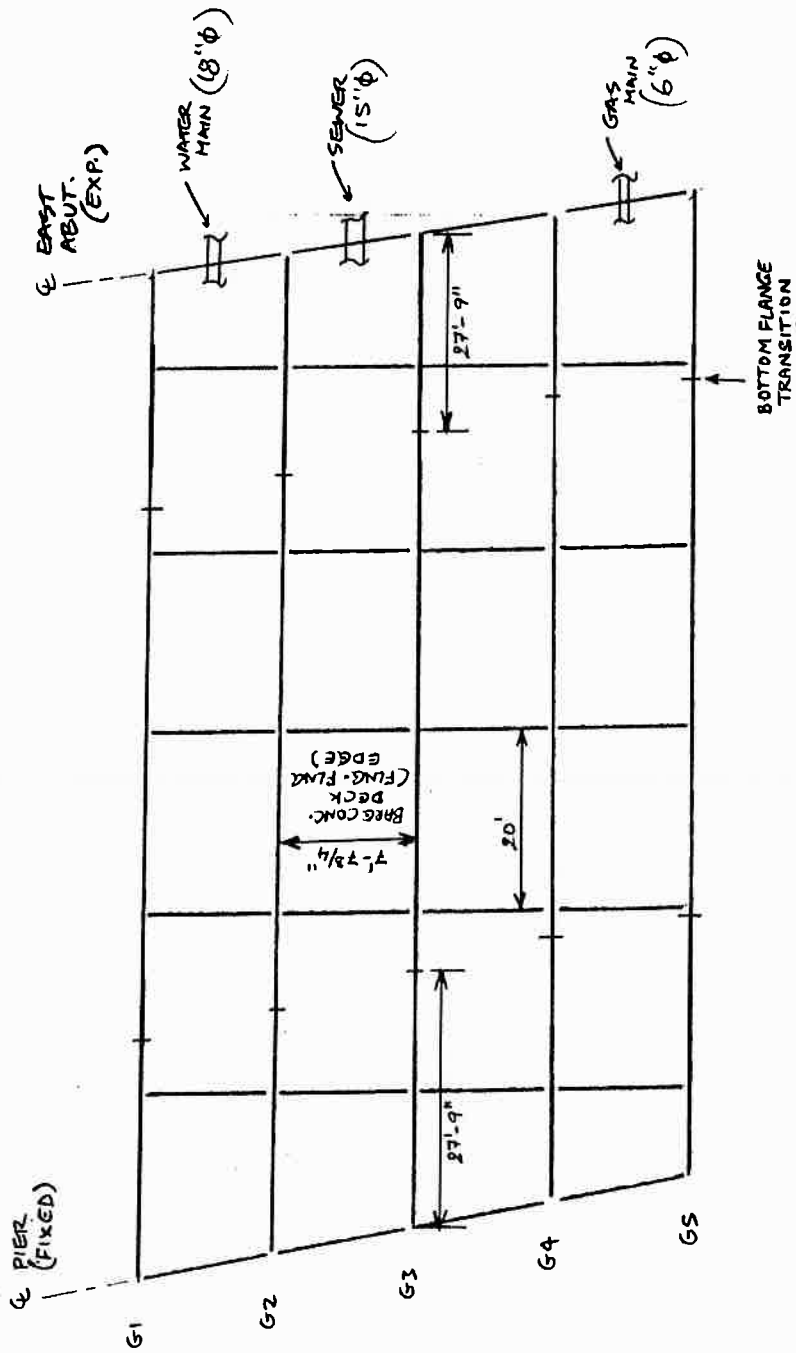 ℄ PIER
(FIXED)
℄ EAST
ABUT.
(EXP.)
WATER
MAIN (18"φ)
SEWER
(15"φ)
GAS
MAIN
(6"φ)
G1
G2
G3
G4
G5
27'-9"
27'-9"
20'
7'-7 3/4"
BARE CONC.
DECK
(FLNG-FLNG
EDGE)
BOTTOM FLANGE
TRANSITION